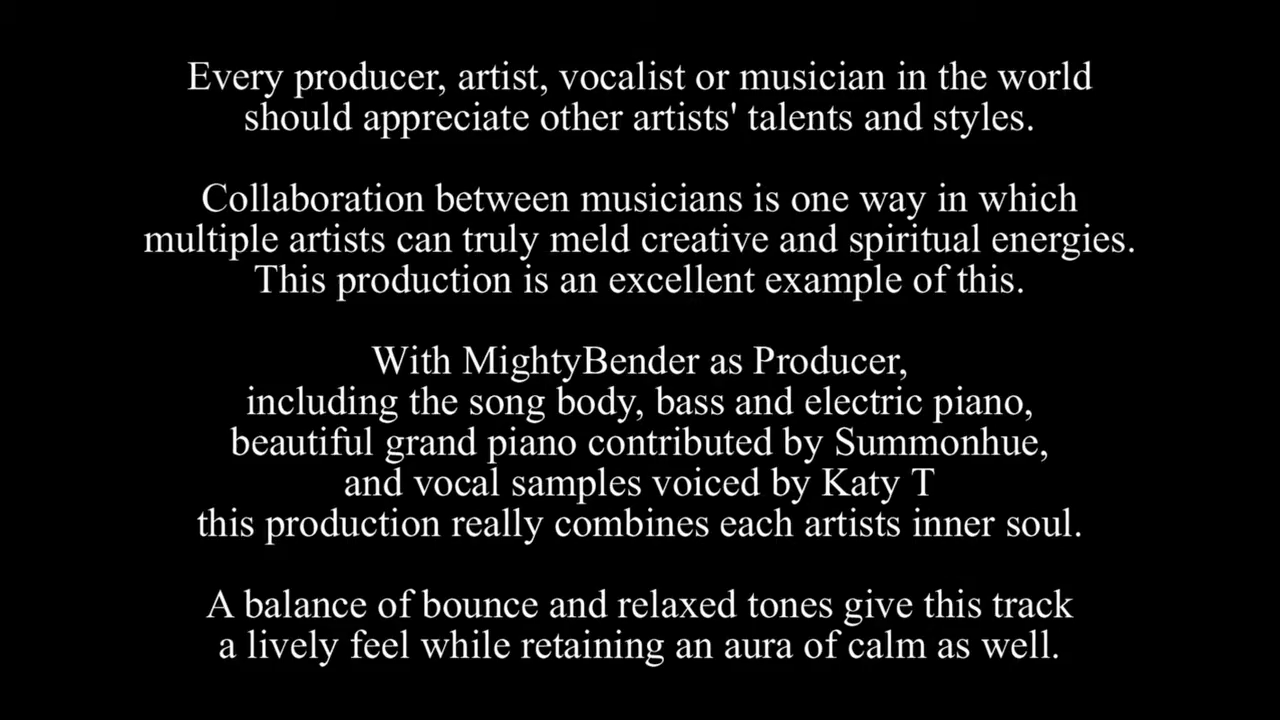 Every producer, artist, vocalist or musician in the world
should appreciate other artists' talents and styles.
Collaboration between musicians is one way in which
multiple artists can truly meld creative and spiritual energies.
This production is an excellent example of this.
With MightyBender as Producer,
including the song body, bass and electric piano,
beautiful grand piano contributed by Summonhue,
and vocal samples voiced by Katy T
this production really combines each artists inner soul.
A balance of bounce and relaxed tones give this track
a lively feel while retaining an aura of calm as well.